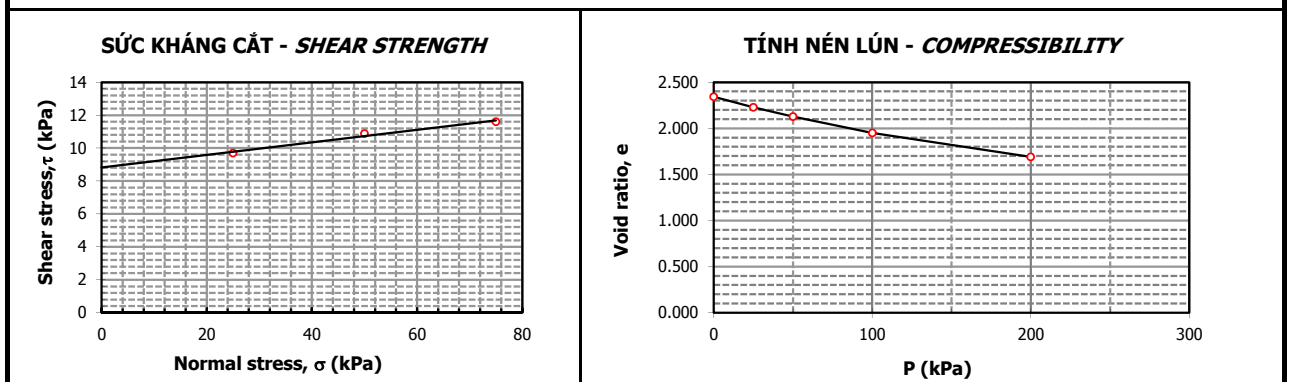 SỨC KHÁNG CẮT - SHEAR STRENGTH
14
12
10
8
6
4
2
0
0 20 40 60 80
Shear stress,τ (kPa)
Normal stress, σ (kPa)
TÍNH NÉN LÚN - COMPRESSIBILITY
2.500
2.000
1.500
1.000
0.500
0.000
0 100 200 300
Void ratio, e
P (kPa)